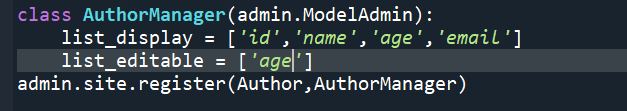 class AuthorManager(admin.ModelAdmin):
    list_display = ['id','name','age','email']
    list_editable = ['age']
admin.site.register(Author,AuthorManager)